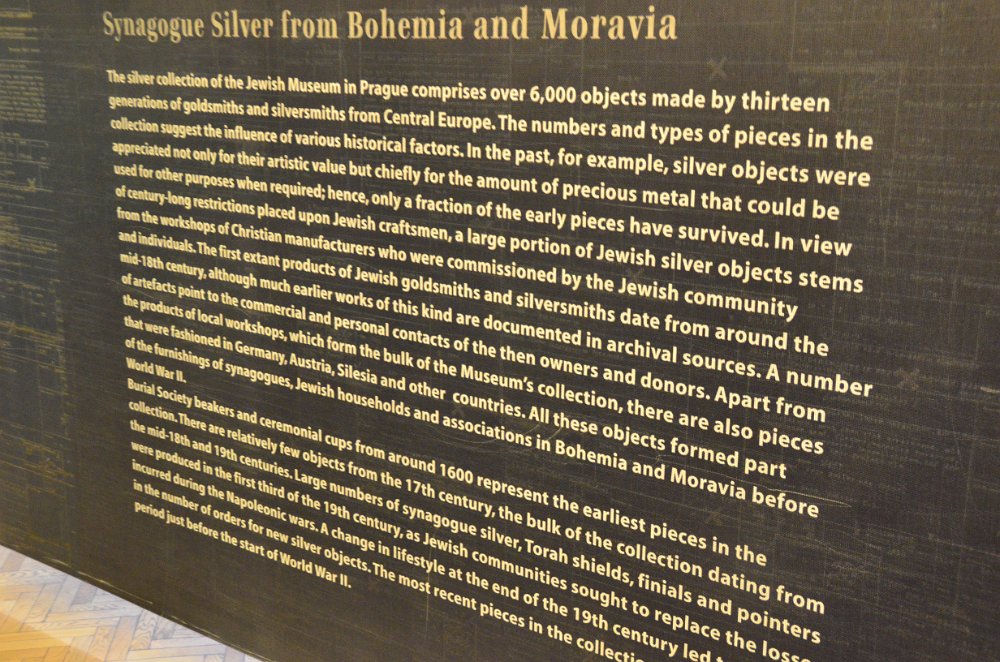 Synagogue Silver from Bohemia and Moravia
The silver collection of the Jewish Museum in Prague comprises over 6,000 objects made by thirteen
generations of goldsmiths and silversmiths from Central Europe. The numbers and types of pieces in the
collection suggest the influence of various historical factors. In the past, for example, silver objects were
appreciated not only for their artistic value but chiefly for the amount of precious metal that could be
used for other purposes when required; hence, only a fraction of the early pieces have survived. In view
of century-long restrictions placed upon Jewish craftsmen, a large portion of Jewish silver objects stems
from the workshops of Christian manufacturers who were commissioned by the Jewish community
and individuals. The first extant products of Jewish goldsmiths and silversmiths date from around the
mid-18th century, although much earlier works of this kind are documented in archival sources. A number
of artefacts point to the commercial and personal contacts of the then owners and donors. Apart from
the products of local workshops, which form the bulk of the Museum's collection, there are also pieces
that were fashioned in Germany, Austria, Silesia and other countries. All these objects formed part
of the furnishings of synagogues, Jewish households and associations in Bohemia and Moravia before
World War II.
Burial Society beakers and ceremonial cups from around 1600 represent the earliest pieces in the
collection. There are relatively few objects from the 17th century, the bulk of the collection dating from
the mid-18th and 19th centuries. Large numbers of synagogue silver, Torah shields, finials and pointers
were produced in the first third of the 19th century, as Jewish communities sought to replace the losse
incurred during the Napoleonic wars. A change in lifestyle at the end of the 19th century led
in the number of orders for new silver objects. The most recent pieces in the collectio
period just before the start of World War II.